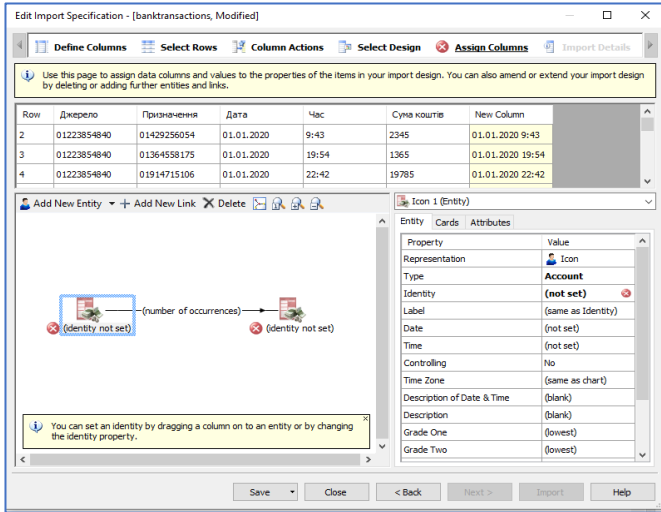 Edit Import Specification - [banktransactions, Modified]
Define Columns Select Rows Column Actions Select Design Assign Columns Import Details
Use this page to assign data columns and values to the properties of the items in your import design. You can also amend or extend your import design
by deleting or adding further entities and links.
Row Джерело Призначення Дата Час Сума коштів New Column
2 01223854840 01429256054 01.01.2020 9:43 2345 01.01.2020 9:43
3 01223854840 01364558175 01.01.2020 19:54 1365 01.01.2020 19:54
4 01223854840 01914715106 01.01.2020 22:42 19785 01.01.2020 22:42
Add New Entity Add New Link Delete
(number of occurrences)
(identity not set) (identity not set)
You can set an identity by dragging a column on to an entity or by changing
the identity property.
Icon 1 (Entity)
Entity Cards Attributes
Property Value
Representation Icon
Type Account
Identity (not set)
Label (same as Identity)
Date (not set)
Time (not set)
Controlling No
Time Zone (same as chart)
Description of Date & Time (blank)
Description (blank)
Grade One (lowest)
Grade Two (lowest)
Save Close < Back Next > Import Help